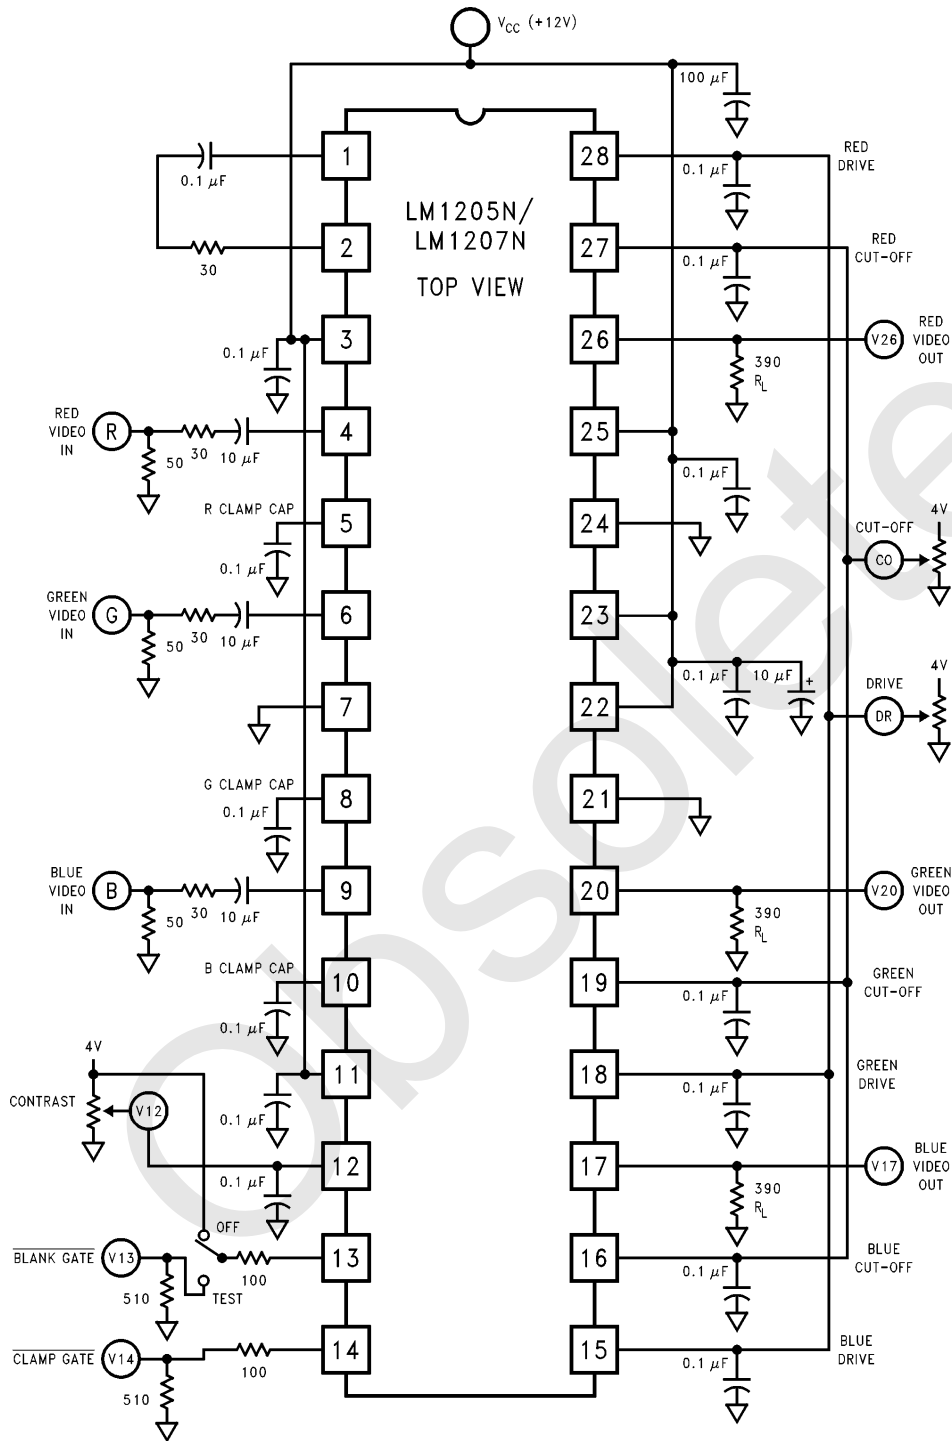 V_CC (+12V)
100 μF
0.1 μF
1
28
0.1 μF
RED
DRIVE
LM1205N/
LM1207N
TOP VIEW
2
30
27
0.1 μF
RED
CUT-OFF
0.1 μF
3
26
390
R_L
V26
RED
VIDEO
OUT
RED
VIDEO
IN
R
50
30
10 μF
4
25
0.1 μF
R CLAMP CAP
0.1 μF
5
24
CUT-OFF
CO
4V
GREEN
VIDEO
IN
G
50
30
10 μF
6
23
0.1 μF
10 μF
+
7
22
DRIVE
DR
4V
G CLAMP CAP
0.1 μF
8
21
BLUE
VIDEO
IN
B
50
30
10 μF
9
20
390
R_L
V20
GREEN
VIDEO
OUT
B CLAMP CAP
0.1 μF
10
19
0.1 μF
GREEN
CUT-OFF
4V
CONTRAST
V12
0.1 μF
11
18
0.1 μF
GREEN
DRIVE
0.1 μF
12
17
390
R_L
V17
BLUE
VIDEO
OUT
BLANK GATE
V13
510
OFF
TEST
100
13
16
0.1 μF
BLUE
CUT-OFF
CLAMP GATE
V14
510
100
14
15
0.1 μF
BLUE
DRIVE
Obsolete